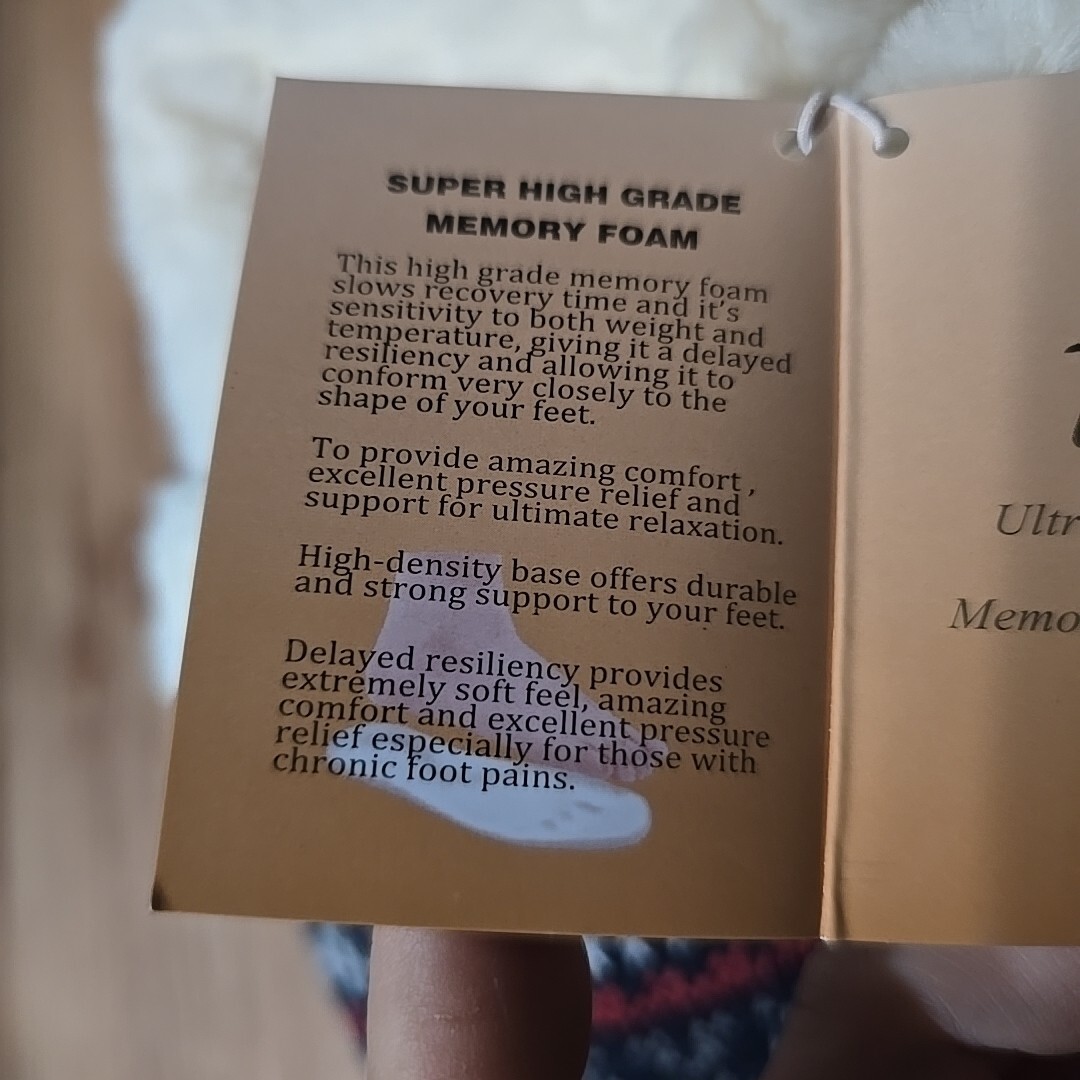 SUPER HIGH GRADE
MEMORY FOAM
This high grade memory foam
slows recovery time and it's
sensitivity to both weight and
temperature, giving it a delayed
resiliency and allowing it to
conform very closely to the
shape of your feet.
To provide amazing comfort ,
excellent pressure relief and
support for ultimate relaxation.
High-density base offers durable
and strong support to your feet.
Delayed resiliency provides
extremely soft feel, amazing
comfort and excellent pressure
relief especially for those with
chronic foot pains.
Ultr
Memo